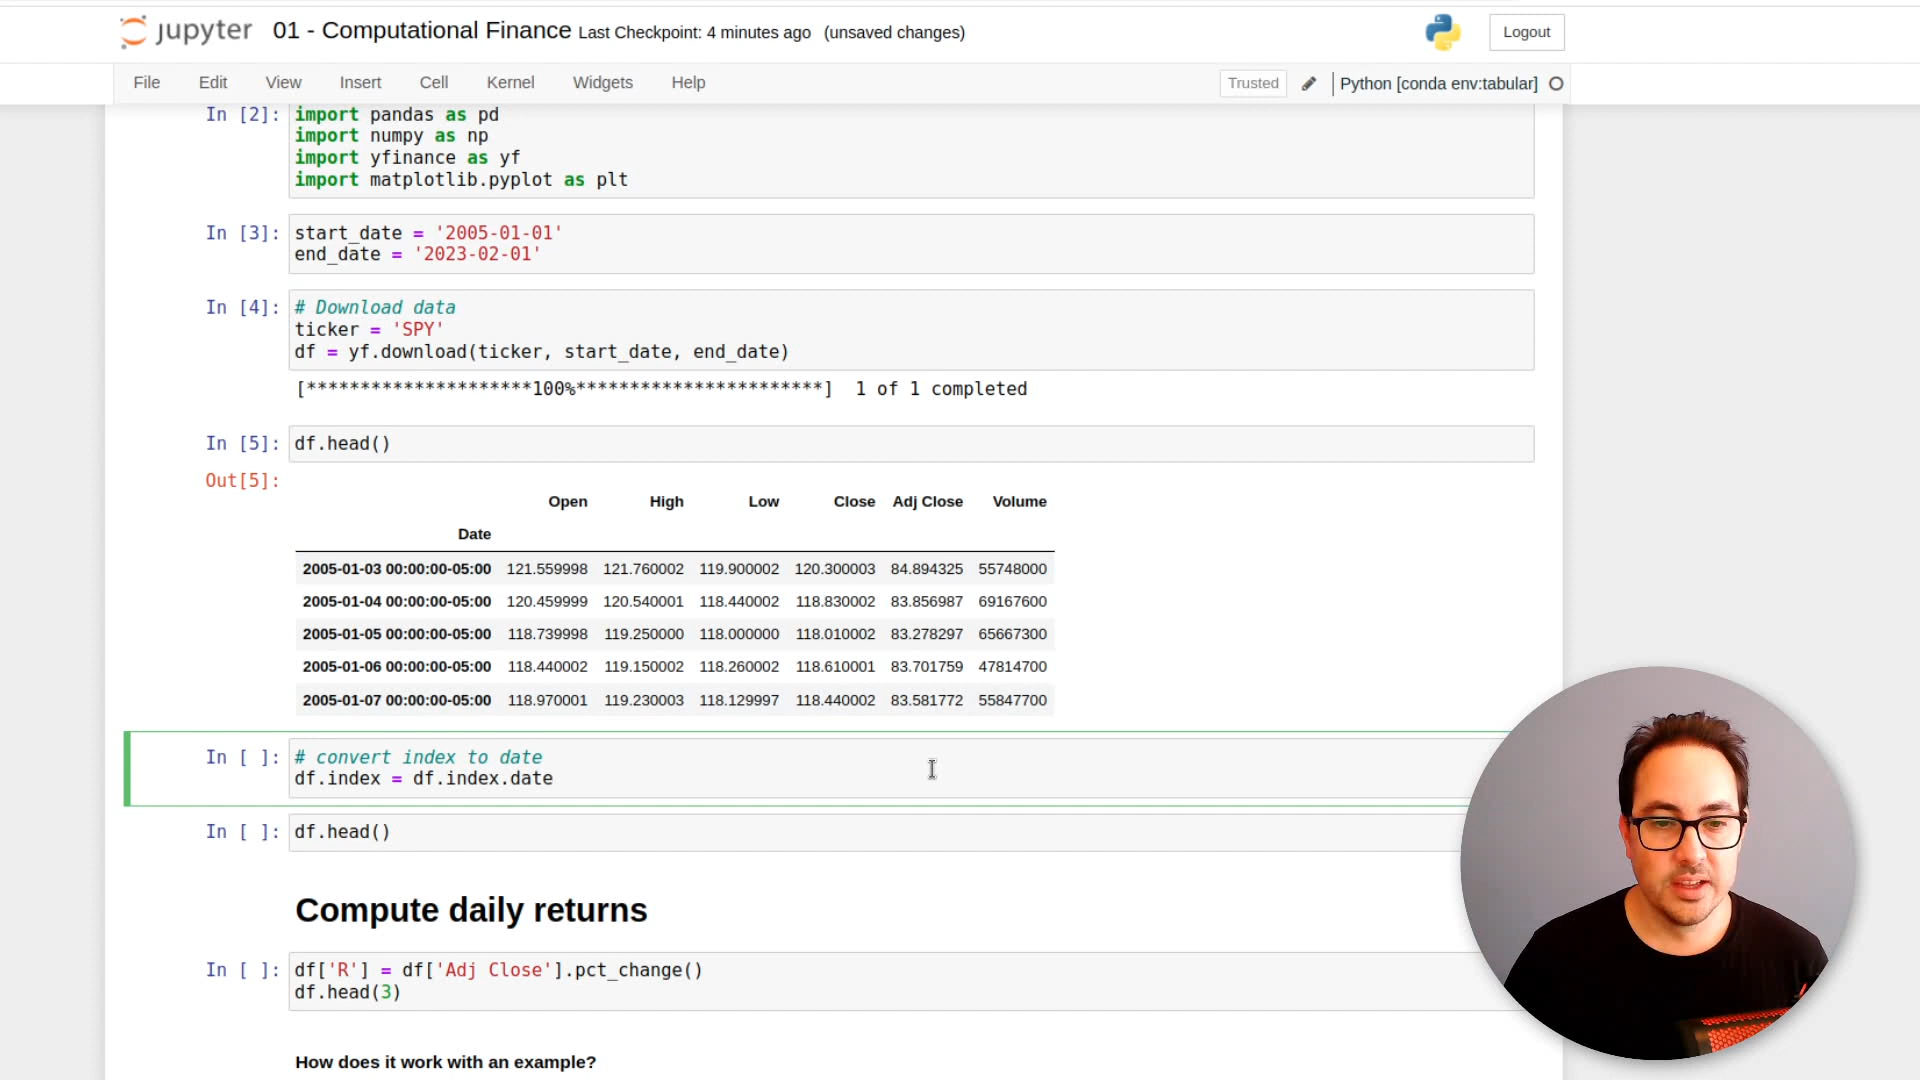 jupyter 01 - Computational Finance Last Checkpoint: 4 minutes ago (unsaved changes)
Logout
File Edit View Insert Cell Kernel Widgets Help Trusted Python [conda env:tabular]
In [2]: import pandas as pd
import numpy as np
import yfinance as yf
import matplotlib.pyplot as plt
In [3]: start_date = '2005-01-01'
end_date = '2023-02-01'
In [4]: # Download data
ticker = 'SPY'
df = yf.download(ticker, start_date, end_date)
[*********************100%***********************] 1 of 1 completed
In [5]: df.head()
Out[5]:
Open High Low Close Adj Close Volume
Date
2005-01-03 00:00:00-05:00 121.559998 121.760002 119.900002 120.300003 84.894325 55748000
2005-01-04 00:00:00-05:00 120.459999 120.540001 118.440002 118.830002 83.856987 69167600
2005-01-05 00:00:00-05:00 118.739998 119.250000 118.000000 118.010002 83.278297 65667300
2005-01-06 00:00:00-05:00 118.440002 119.150002 118.260002 118.610001 83.701759 47814700
2005-01-07 00:00:00-05:00 118.970001 119.230003 118.129997 118.440002 83.581772 55847700
In [ ]: # convert index to date
df.index = df.index.date
In [ ]: df.head()
Compute daily returns
In [ ]: df['R'] = df['Adj Close'].pct_change()
df.head(3)
How does it work with an example?